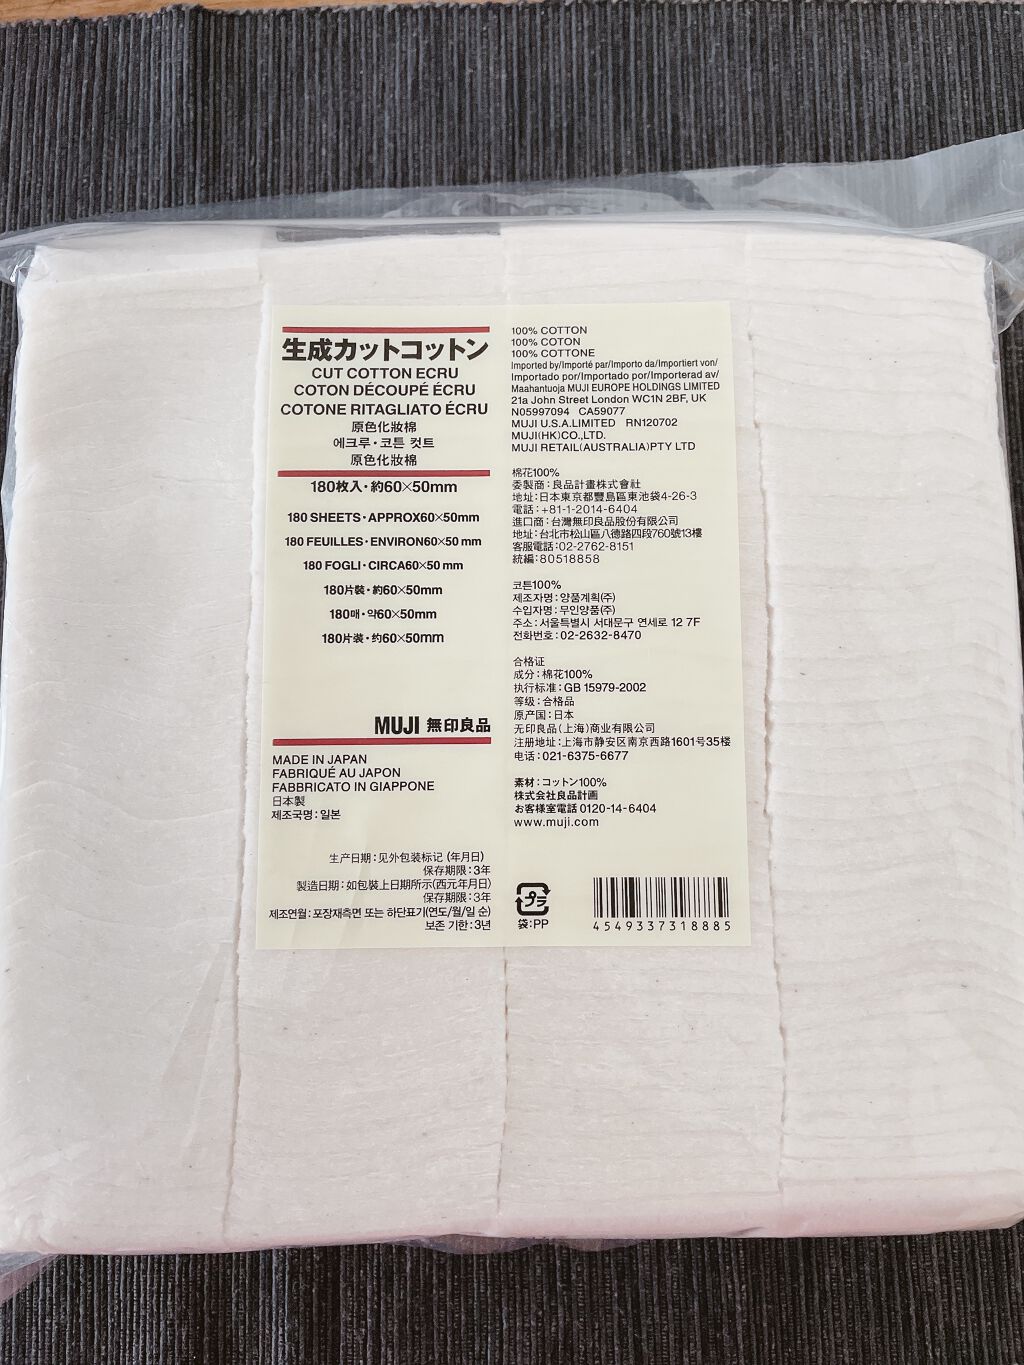 生成カットコットン
CUT COTTON ECRU
COTON DÉCOUPÉ ÉCRU
COTONE RITAGLIATO ÉCRU
原色化妝棉
에크루・코튼 컷트
原色化妝棉
180枚入・約60×50mm
180 SHEETS・APPROX60×50mm
180 FEUILLES・ENVIRON60×50 mm
180 FOGLI・CIRCA60×50 mm
180片裝・約60×50mm
180매・약60×50mm
180片装・约60×50mm
MUJI 無印良品
MADE IN JAPAN
FABRIQUÉ AU JAPON
FABBRICATO IN GIAPPONE
日本製
제조국명：일본
生产日期：见外包装标记 (年月日)
保存期限：3年
製造日期：如包裝上日期所示(西元年月日)
保存期限：3年
제조연월：포장재측면 또는 하단표기(연도/월/일 순)
보존 기한：3년
100% COTTON
100% COTON
100% COTTONE
Imported by/Importé par/Importo da/Importiert von/
Importado por/Importado por/Importerad av/
Maahantuoja MUJI EUROPE HOLDINGS LIMITED
21a John Street London WC1N 2BF, UK
N05997094 CA59077
MUJI U.S.A.LIMITED RN120702
MUJI(HK)CO.,LTD.
MUJI RETAIL(AUSTRALIA)PTY LTD
棉花100%
委製商：良品計畫株式會社
地址：日本東京都豐島區東池袋4-26-3
電話：+81-1-2014-6404
進口商：台灣無印良品股份有限公司
地址：台北市松山區八德路四段760號13樓
客服電話：02-2762-8151
統編：80518858
코튼100%
제조자명：양품계획(주)
수입자명：무인양품(주)
주소：서울특별시 서대문구 연세로 12 7F
전화번호：02-2632-8470
合格证
成分：棉花100%
执行标准：GB 15979-2002
等级：合格品
原产国：日本
无印良品(上海)商业有限公司
注册地址：上海市静安区南京西路1601号35楼
电话：021-6375-6677
素材：コットン100%
株式会社良品計画
お客様室電話 0120-14-6404
www.muji.com
プラ
袋：PP
4549337318885